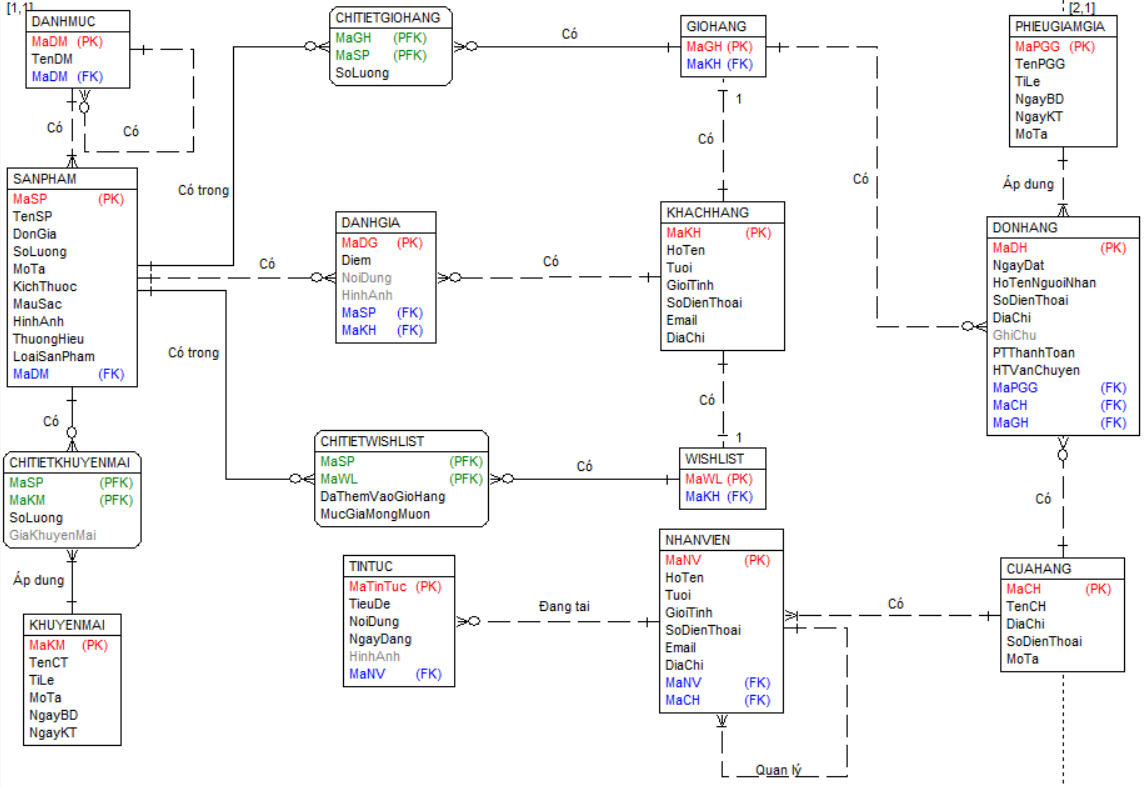 [1,1]
DANHMUC
MaDM (PK)
TenDM
MaDM (FK)
Có
Có
SANPHAM
MaSP (PK)
TenSP
DonGia
SoLuong
MoTa
KichThuoc
MauSac
HinhAnh
ThuongHieu
LoaiSanPham
MaDM (FK)
Có
CHITIETKHUYENMAI
MaSP (PFK)
MaKM (PFK)
SoLuong
GiaKhuyenMai
Áp dung
KHUYENMAI
MaKM (PK)
TenCT
TiLe
MoTa
NgayBD
NgayKT
CHITIETGIOHANG
MaGH (PFK)
MaSP (PFK)
SoLuong
Có trong
Có
DANHGIA
MaDG (PK)
Diem
NoiDung
HinhAnh
MaSP (FK)
MaKH (FK)
Có
Có trong
CHITIETWISHLIST
MaSP (PFK)
MaWL (PFK)
DaThemVaoGioHang
MucGiaMongMuon
Có
TINTUC
MaTinTuc (PK)
TieuDe
NoiDung
NgayDang
HinhAnh
MaNV (FK)
Đang tai
Có
GIOHANG
MaGH (PK)
MaKH (FK)
1
Có
KHACHHANG
MaKH (PK)
HoTen
Tuoi
GioiTinh
SoDienThoai
Email
DiaChi
Có
1
WISHLIST
MaWL (PK)
MaKH (FK)
NHANVIEN
MaNV (PK)
HoTen
Tuoi
GioiTinh
SoDienThoai
Email
DiaChi
MaNV (FK)
MaCH (FK)
Quan lý
Có
Có
[2,1]
PHIEUGIAMGIA
MaPGG (PK)
TenPGG
TiLe
NgayBD
NgayKT
MoTa
Áp dung
DONHANG
MaDH (PK)
NgayDat
HoTenNguoiNhan
SoDienThoai
DiaChi
GhiChu
PTThanhToan
HTVanChuyen
MaPGG (FK)
MaCH (FK)
MaGH (FK)
Có
CUAHANG
MaCH (PK)
TenCH
DiaChi
SoDienThoai
MoTa